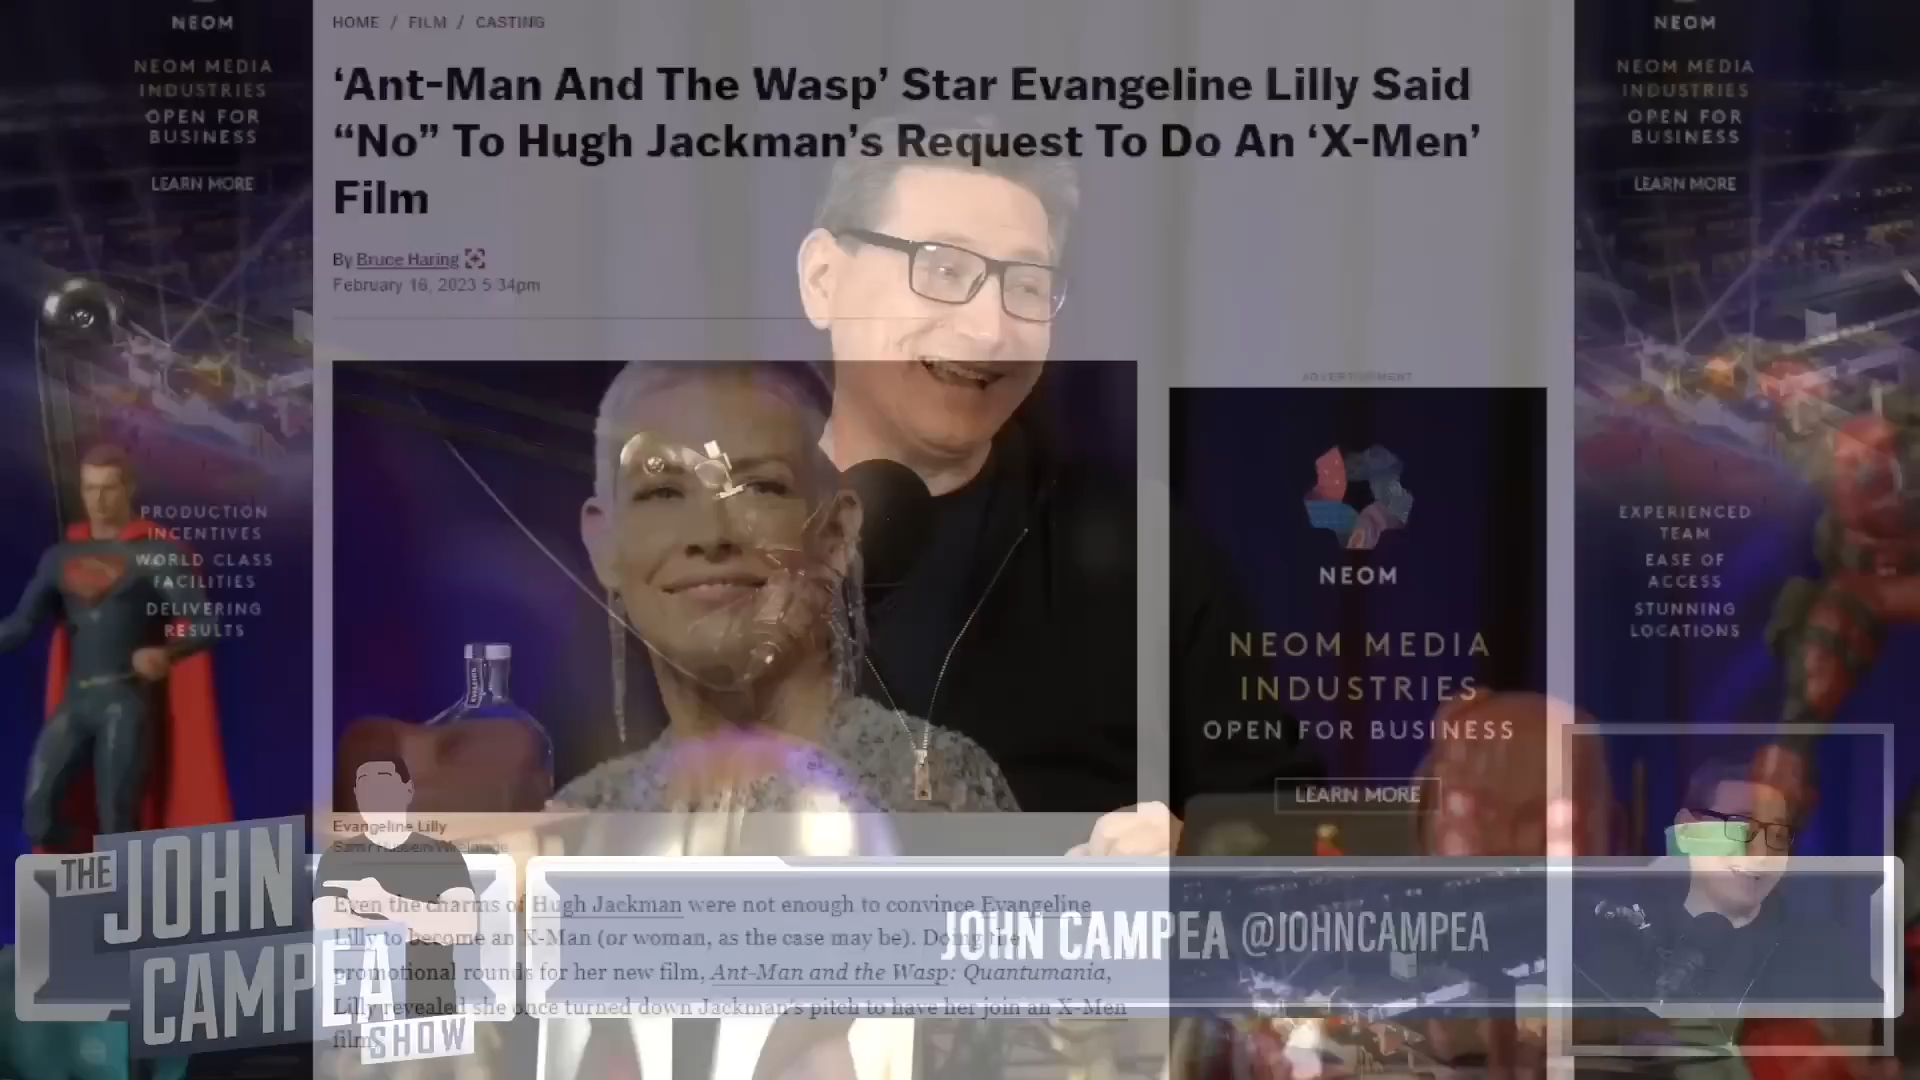 NEOM
NEOM MEDIA
INDUSTRIES
OPEN FOR
BUSINESS
LEARN MORE
PRODUCTION
INCENTIVES
WORLD CLASS
FACILITIES
DELIVERING
RESULTS
HOME / FILM / CASTING
‘Ant-Man And The Wasp’ Star Evangeline Lilly Said
“No” To Hugh Jackman’s Request To Do An ‘X-Men’
Film
By Bruce Haring
February 18, 2023 5:34pm
ADVERTISEMENT
NEOM
NEOM MEDIA
INDUSTRIES
OPEN FOR BUSINESS
LEARN MORE
Evangeline Lilly
Even the charms of Hugh Jackman were not enough to convince Evangeline
Lilly to become an X-Man (or woman, as the case may be). Doing the
promotional rounds for her new film, Ant-Man and the Wasp: Quantumania,
Lilly revealed she once turned down Jackman’s pitch to have her join an X-Men
film.
NEOM
NEOM MEDIA
INDUSTRIES
OPEN FOR
BUSINESS
LEARN MORE
EXPERIENCED
TEAM
EASE OF
ACCESS
STUNNING
LOCATIONS
THE
JOHN
CAMPEA
SHOW
JOHN CAMPEA @JOHNCAMPEA